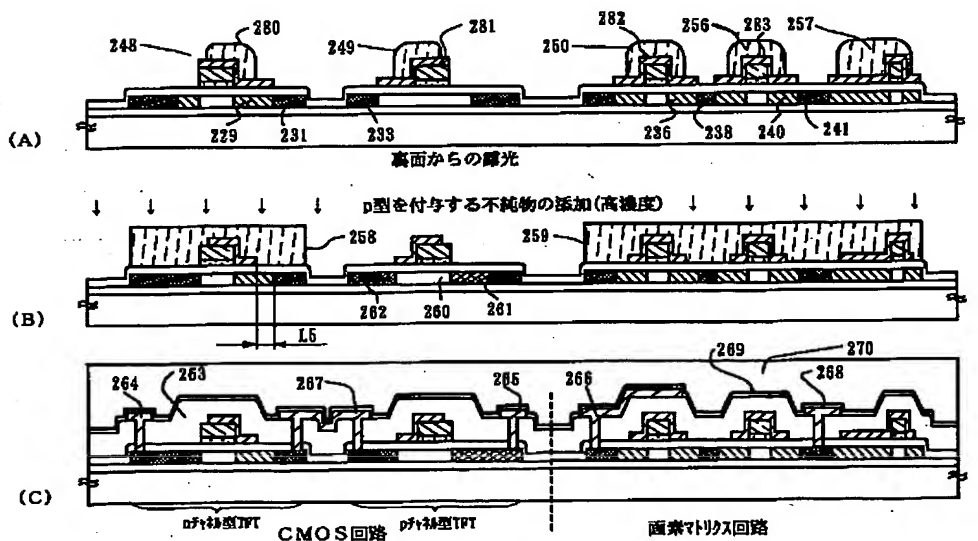 248 280 249 281 250 282 256 283 257
229 231 233 236 238 240 241
(A)
裏面からの露光
p型を付与する不純物の添加(高濃度)
258 259
262 260 261
(B)
L5
264 263 267 265 266 269 270 268
(C)
nチャネル型TFT pチャネル型TFT
CMOS回路 画素マトリクス回路